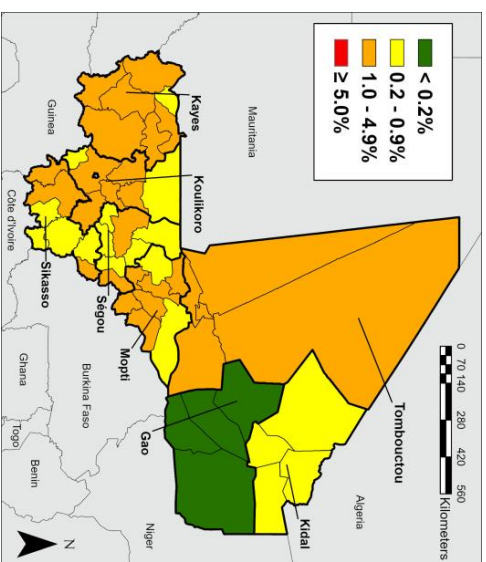 < 0.2%
0.2 - 0.9%
1.0 - 4.9%
≥ 5.0%
0 70 140 280 420 560
Kilometers
Mauritania
Algeria
Tombouctou
Kidal
Gao
Mopti
Ségou
Sikasso
Koulikoro
Kayes
Guinea
Côte d'Ivoire
Burkina Faso
Ghana
Togo
Benin
Niger
N